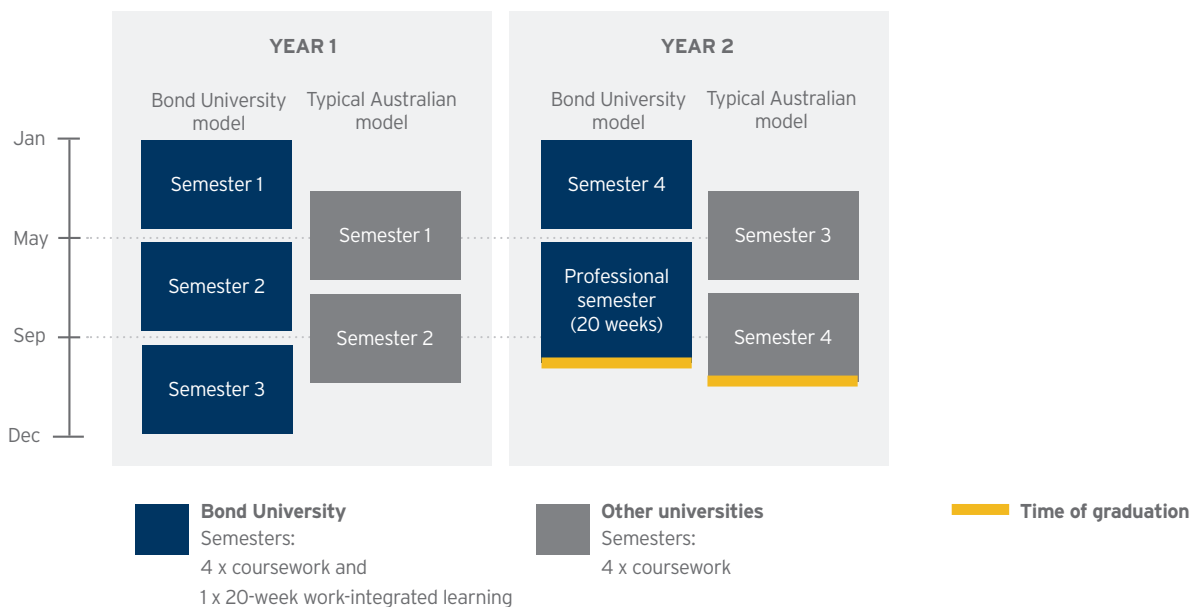 YEAR 1
YEAR 2
Bond University
model
Typical Australian
model
Bond University
model
Typical Australian
model
Jan
May
Sep
Dec
Semester 1
Semester 2
Semester 3
Semester 1
Semester 2
Semester 4
Professional
semester
(20 weeks)
Semester 3
Semester 4
Bond University
Semesters:
4 x coursework and
1 x 20-week work-integrated learning
Other universities
Semesters:
4 x coursework
Time of graduation